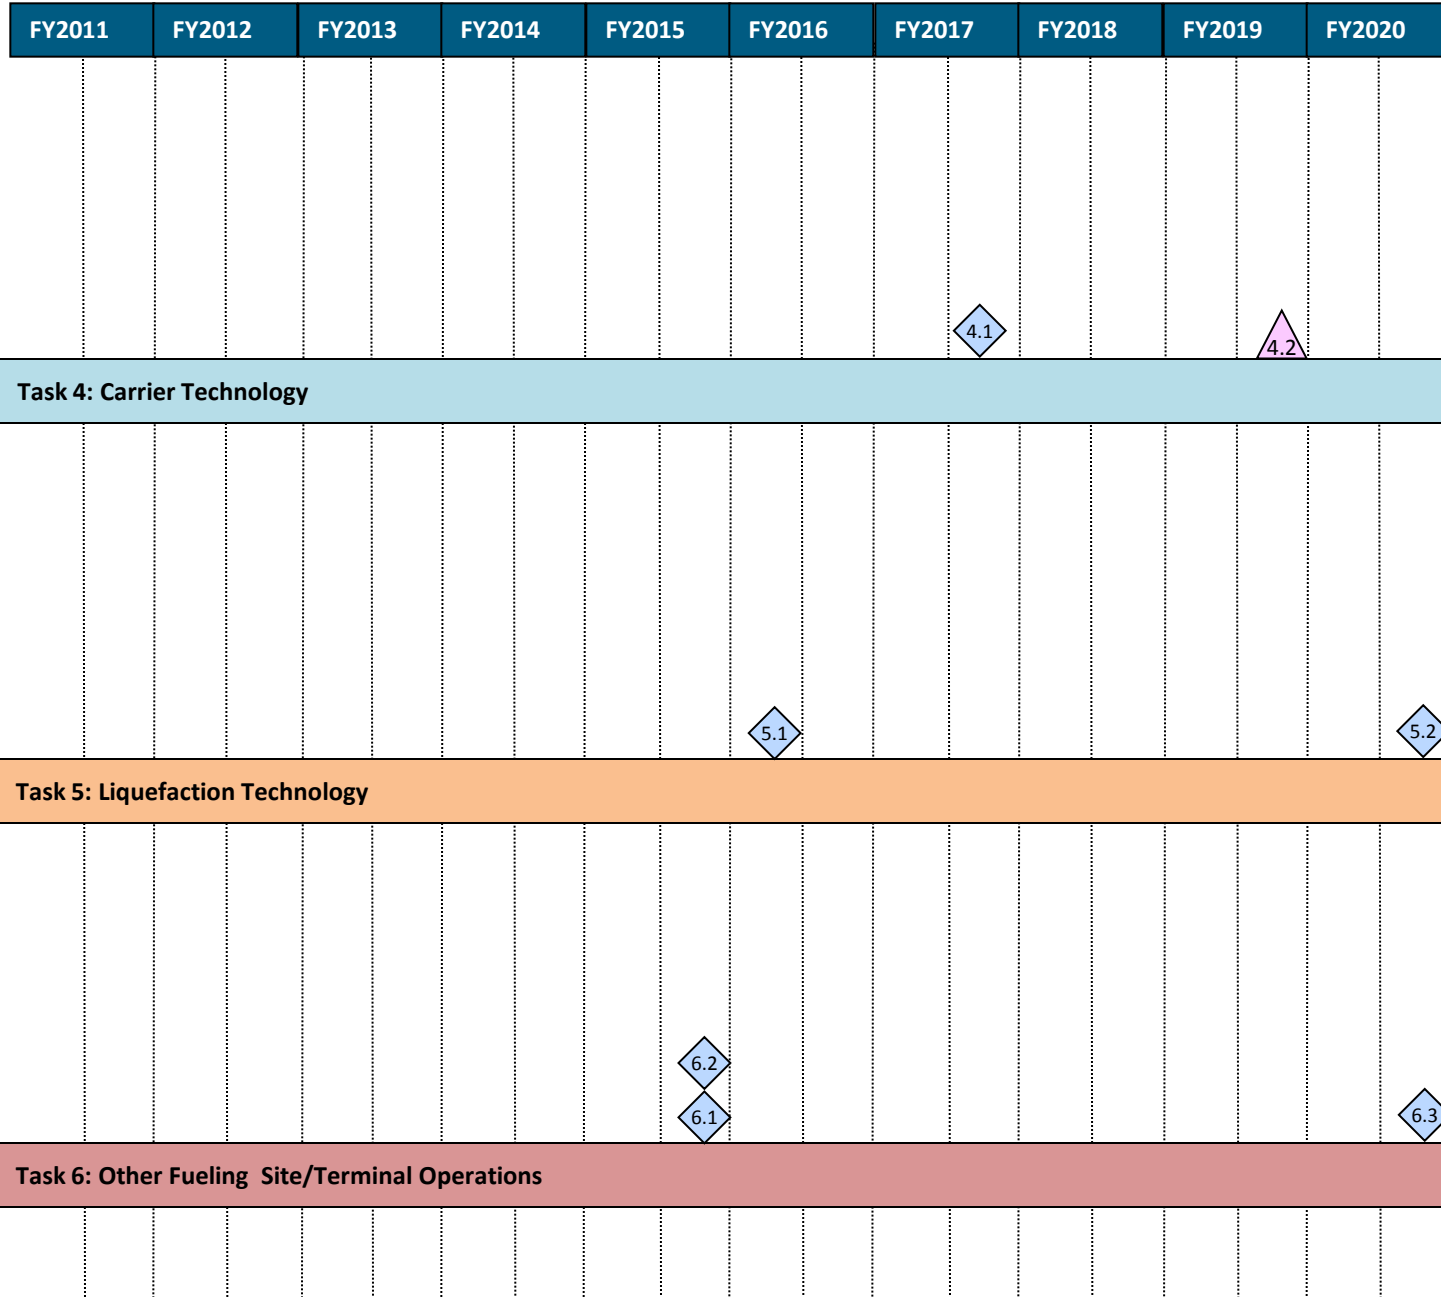 FY2011 FY2012 FY2013 FY2014 FY2015 FY2016 FY2017 FY2018 FY2019 FY2020
4.1 4.2
Task 4: Carrier Technology
5.1 5.2
Task 5: Liquefaction Technology
6.2
6.1 6.3
Task 6: Other Fueling  Site/Terminal Operations